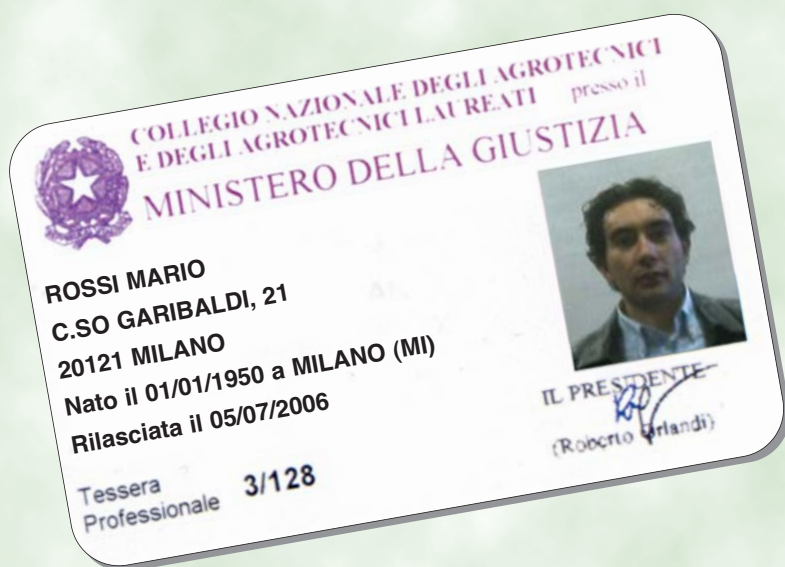 COLLEGIO NAZIONALE DEGLI AGROTECNICI
E DEGLI AGROTECNICI LAUREATI presso il
MINISTERO DELLA GIUSTIZIA
ROSSI MARIO
C.SO GARIBALDI, 21
20121 MILANO
Nato il 01/01/1950 a MILANO (MI)
Rilasciata il 05/07/2006
Tessera
Professionale 3/128
IL PRESIDENTE
(Roberto Orlandi)